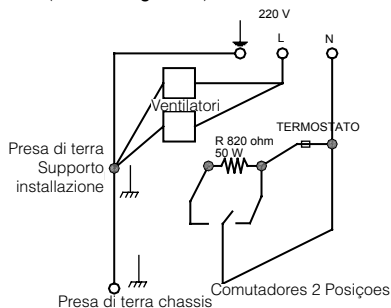 220 V
L N
Ventilatori
R 820 ohm
50 W
TERMOSTATO
Presa di terra
Supporto
installazione
Comutadores 2 Posiçoes
Presa di terra chassis